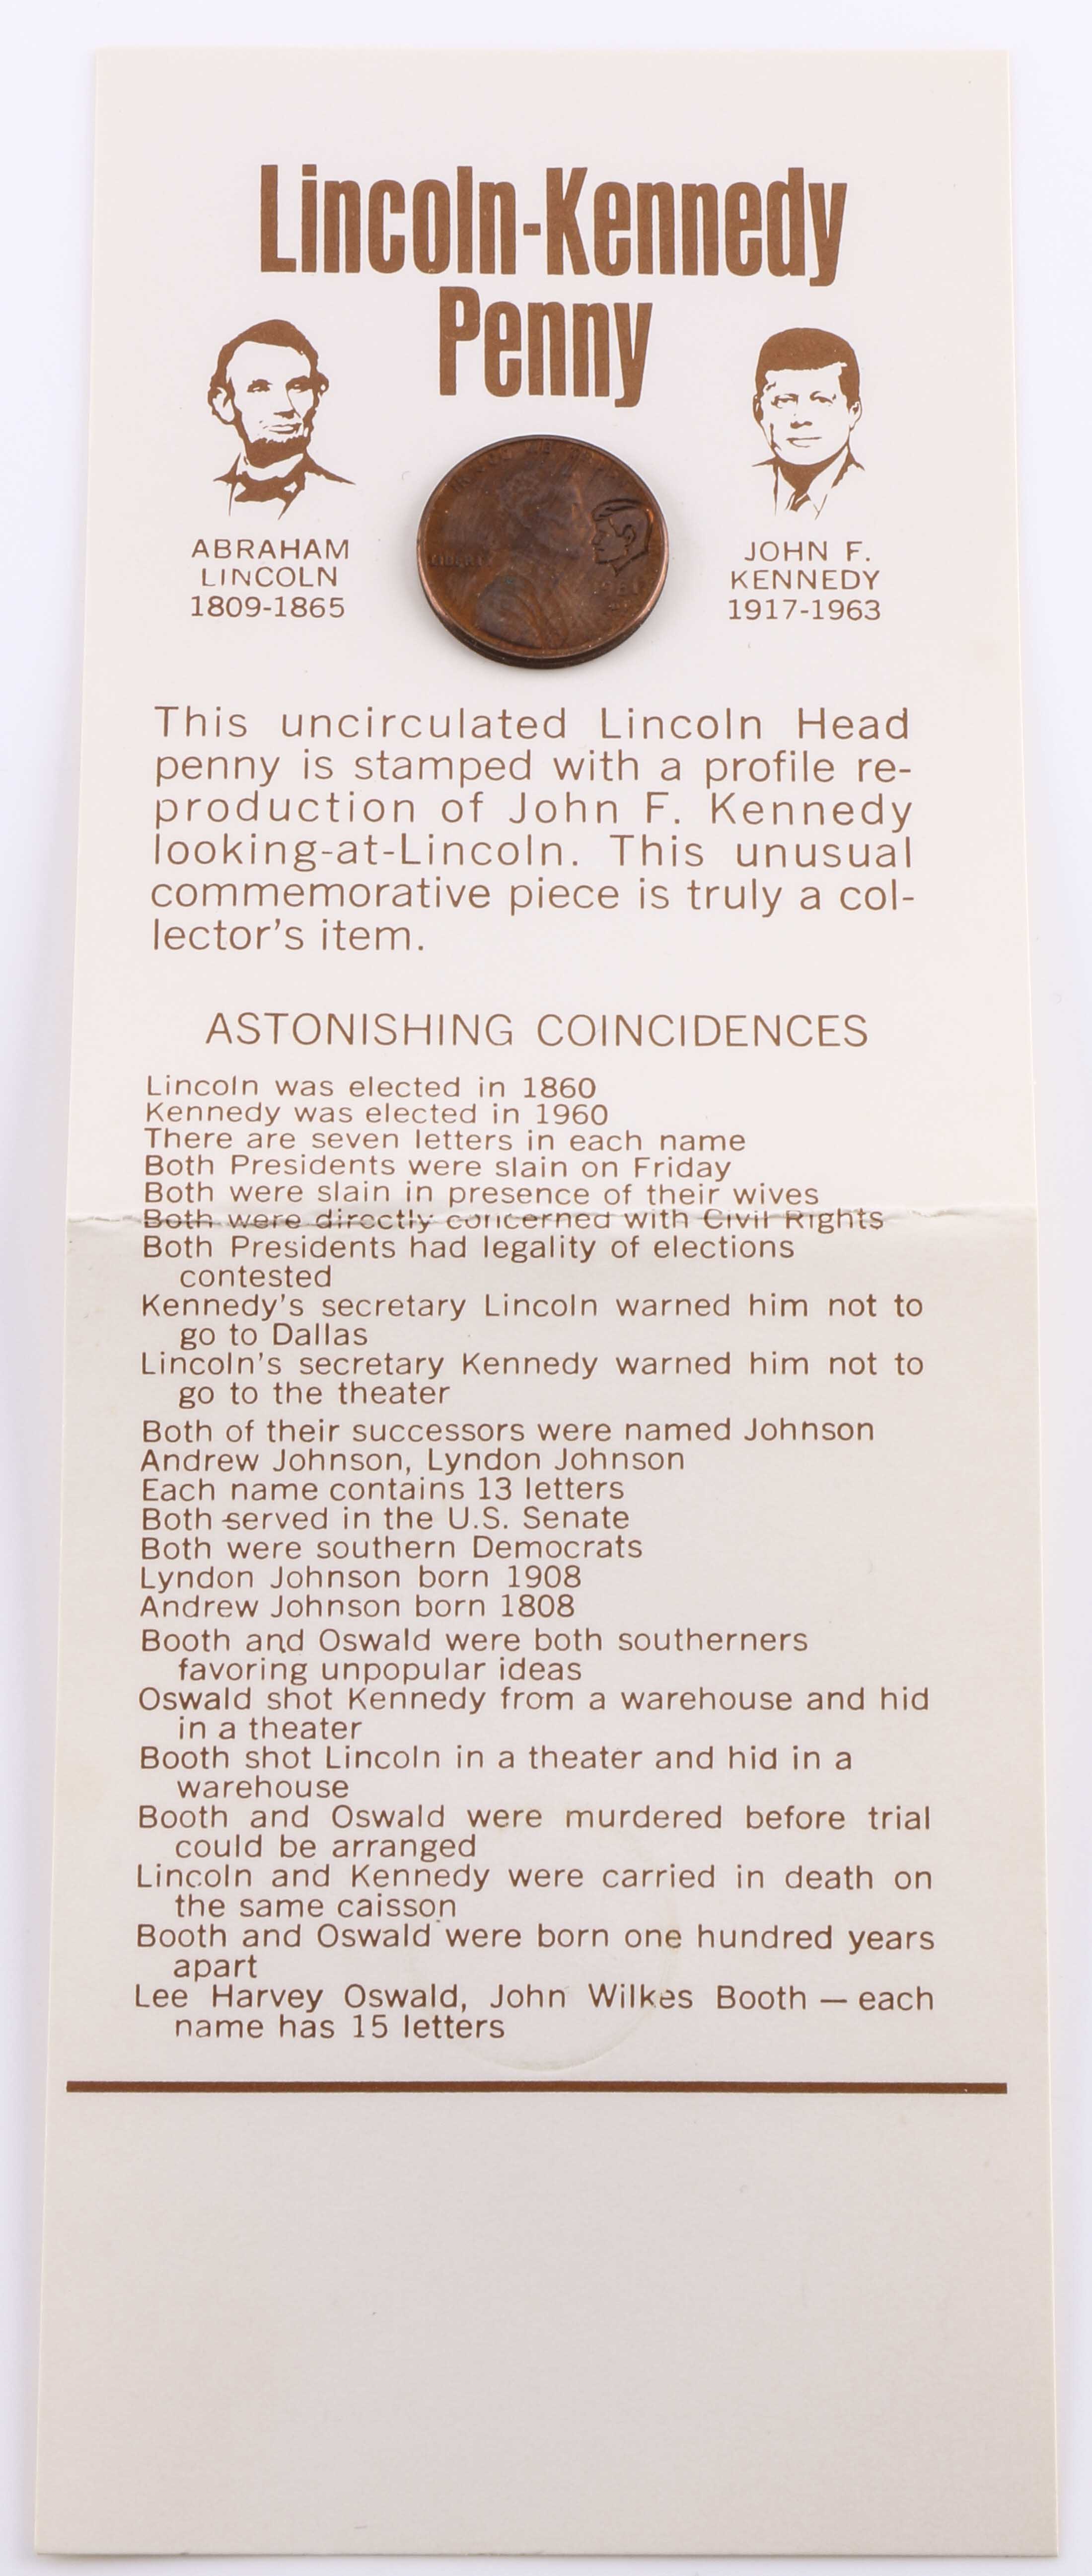 Lincoln-Kennedy
Penny
ABRAHAM
LINCOLN
1809-1865
IN GOD WE TRUST
LIBERTY
JOHN F.
KENNEDY
1917-1963
This uncirculated Lincoln Head
penny is stamped with a profile re-
production of John F. Kennedy
looking-at-Lincoln. This unusual
commemorative piece is truly a col-
lector's item.
ASTONISHING COINCIDENCES
Lincoln was elected in 1860
Kennedy was elected in 1960
There are seven letters in each name
Both Presidents were slain on Friday
Both were slain in presence of their wives
Both were directly concerned with Civil Rights
Both Presidents had legality of elections
contested
Kennedy's secretary Lincoln warned him not to
go to Dallas
Lincoln's secretary Kennedy warned him not to
go to the theater
Both of their successors were named Johnson
Andrew Johnson, Lyndon Johnson
Each name contains 13 letters
Both served in the U.S. Senate
Both were southern Democrats
Lyndon Johnson born 1908
Andrew Johnson born 1808
Booth and Oswald were both southerners
favoring unpopular ideas
Oswald shot Kennedy from a warehouse and hid
in a theater
Booth shot Lincoln in a theater and hid in a
warehouse
Booth and Oswald were murdered before trial
could be arranged
Lincoln and Kennedy were carried in death on
the same caisson
Booth and Oswald were born one hundred years
apart
Lee Harvey Oswald, John Wilkes Booth — each
name has 15 letters